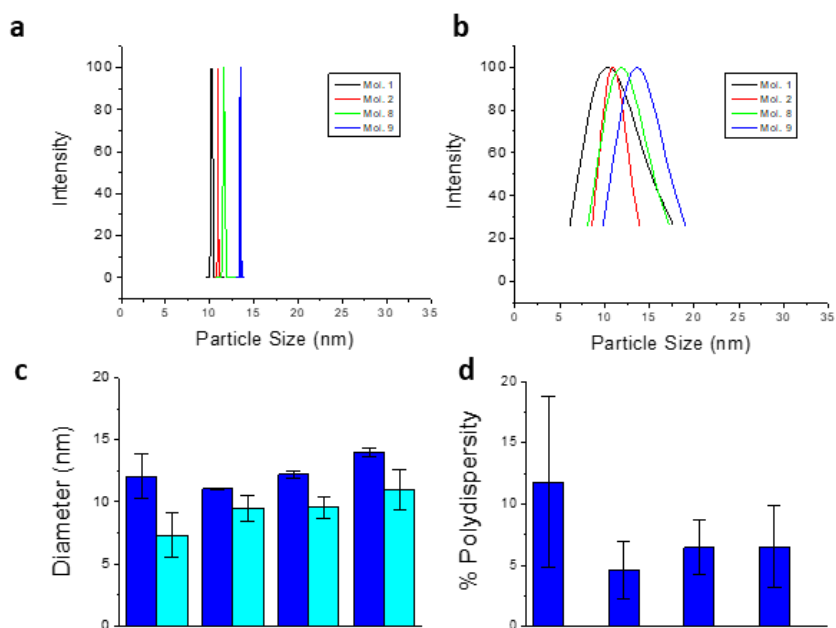 a
100
80
60
40
20
0
Intensity
Mol. 1
Mol. 2
Mol. 8
Mol. 9
0 5 10 15 20 25 30 35
Particle Size (nm)
b
100
80
60
40
20
0
Intensity
Mol. 1
Mol. 2
Mol. 8
Mol. 9
0 5 10 15 20 25 30 35
Particle Size (nm)
c
20
15
10
5
0
Diameter (nm)
d
20
15
10
5
0
% Polydispersity